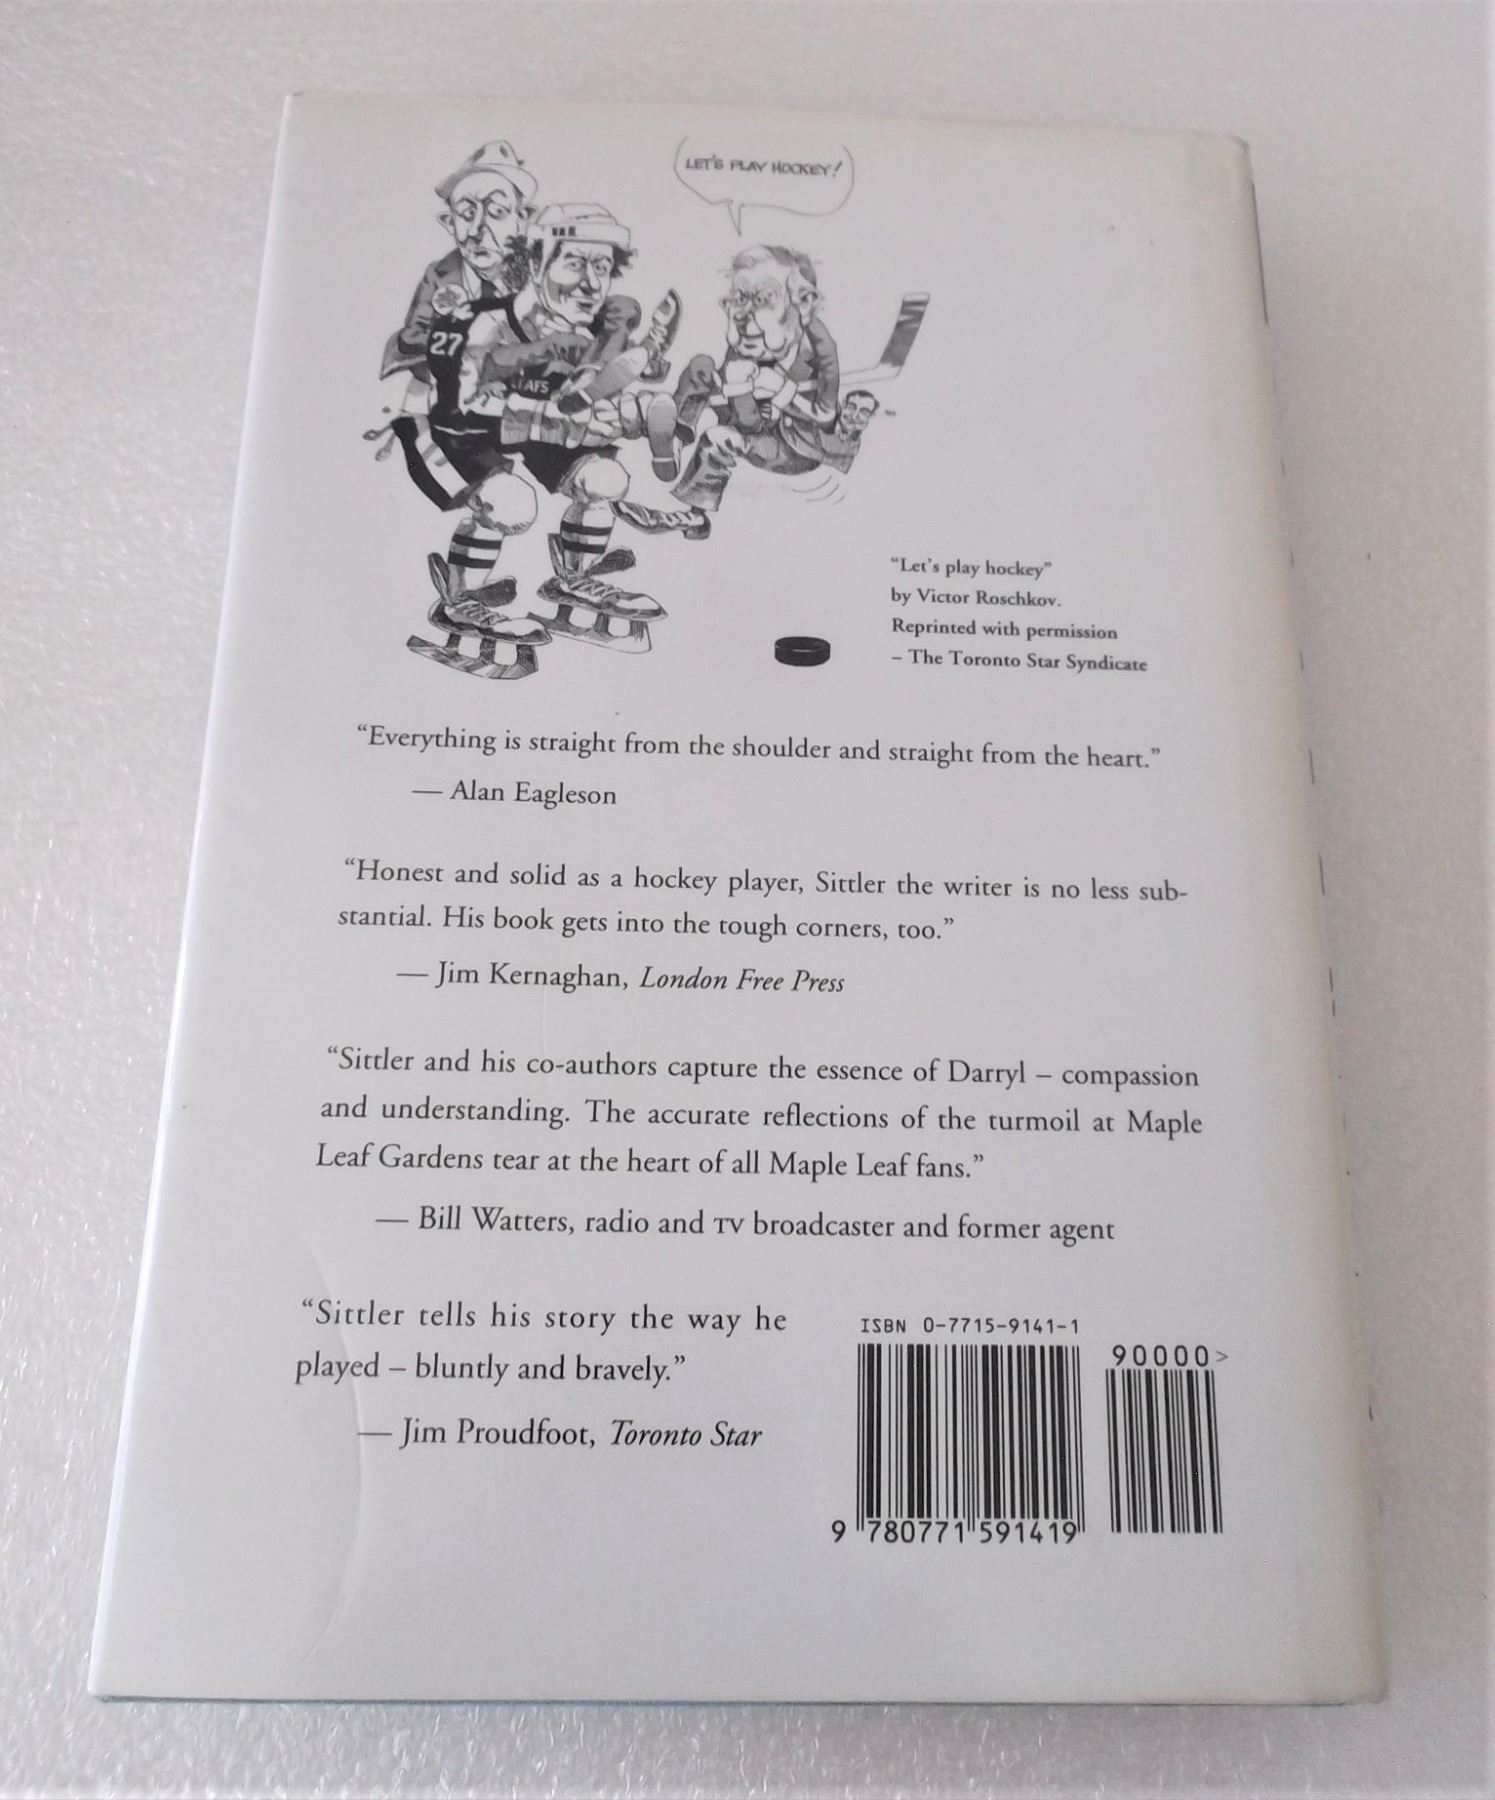 LET'S PLAY HOCKEY!
27
LEAFS
“Let's play hockey”
by Victor Roschkov.
Reprinted with permission
– The Toronto Star Syndicate
“Everything is straight from the shoulder and straight from the heart.”
— Alan Eagleson
“Honest and solid as a hockey player, Sittler the writer is no less sub-
stantial. His book gets into the tough corners, too.”
— Jim Kernaghan, London Free Press
“Sittler and his co-authors capture the essence of Darryl – compassion
and understanding. The accurate reflections of the turmoil at Maple
Leaf Gardens tear at the heart of all Maple Leaf fans.”
— Bill Watters, radio and TV broadcaster and former agent
“Sittler tells his story the way he
played – bluntly and bravely.”
— Jim Proudfoot, Toronto Star
ISBN 0-7715-9141-1
90000>
9 780771 591419